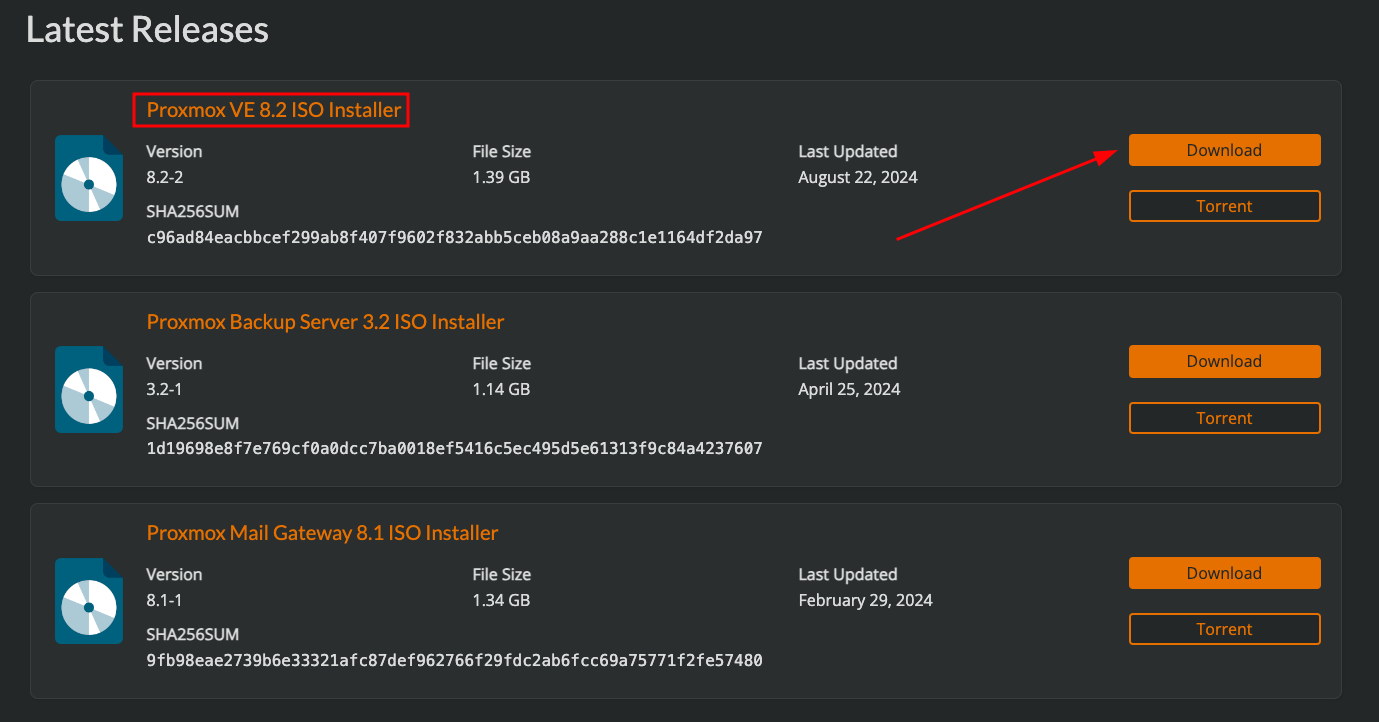 Latest Releases
Proxmox VE 8.2 ISO Installer
Version File Size Last Updated
8.2-2 1.39 GB August 22, 2024
SHA256SUM
c96ad84eacbbcef299ab8f407f9602f832abb5ceb08a9aa288c1e1164df2da97
Download
Torrent
Proxmox Backup Server 3.2 ISO Installer
Version File Size Last Updated
3.2-1 1.14 GB April 25, 2024
SHA256SUM
1d19698e8f7e769cf0a0dcc7ba0018ef5416c5ec495d5e61313f9c84a4237607
Download
Torrent
Proxmox Mail Gateway 8.1 ISO Installer
Version File Size Last Updated
8.1-1 1.34 GB February 29, 2024
SHA256SUM
9fb98eae2739b6e33321afc87def962766f29fdc2ab6fcc69a75771f2fe57480
Download
Torrent